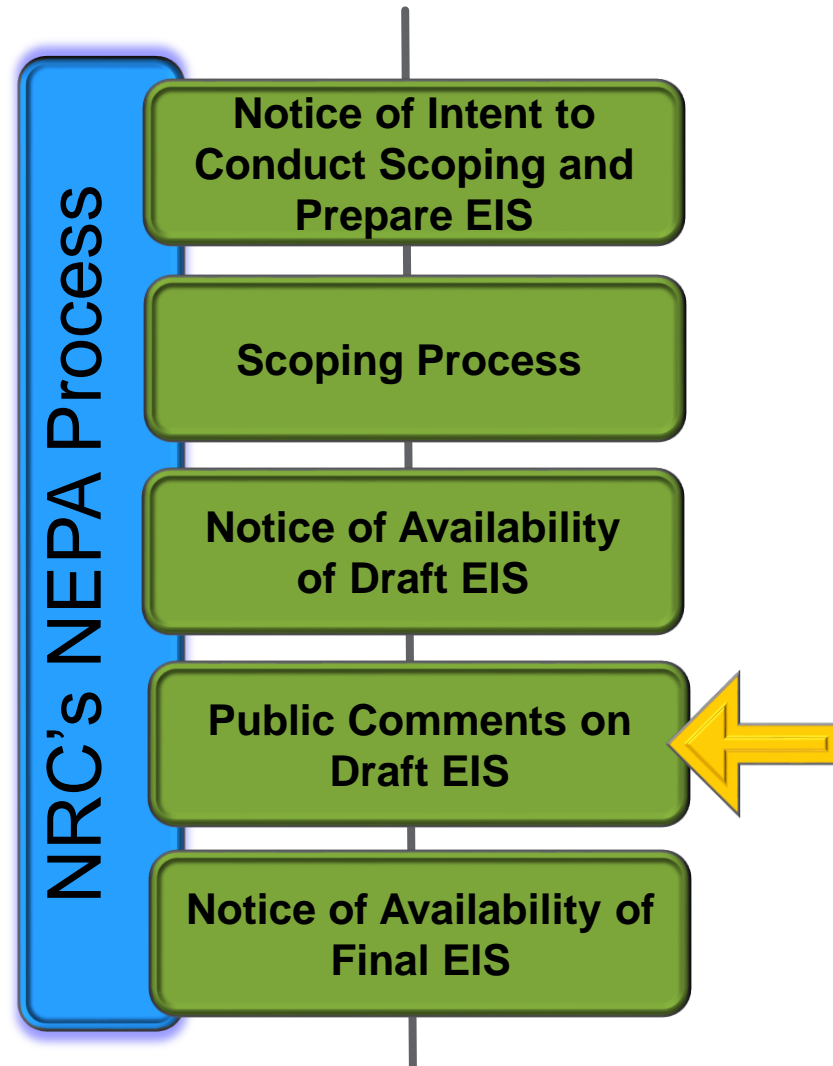 NRC's NEPA Process
Notice of Intent to
Conduct Scoping and
Prepare EIS
Scoping Process
Notice of Availability
of Draft EIS
Public Comments on
Draft EIS
Notice of Availability of
Final EIS